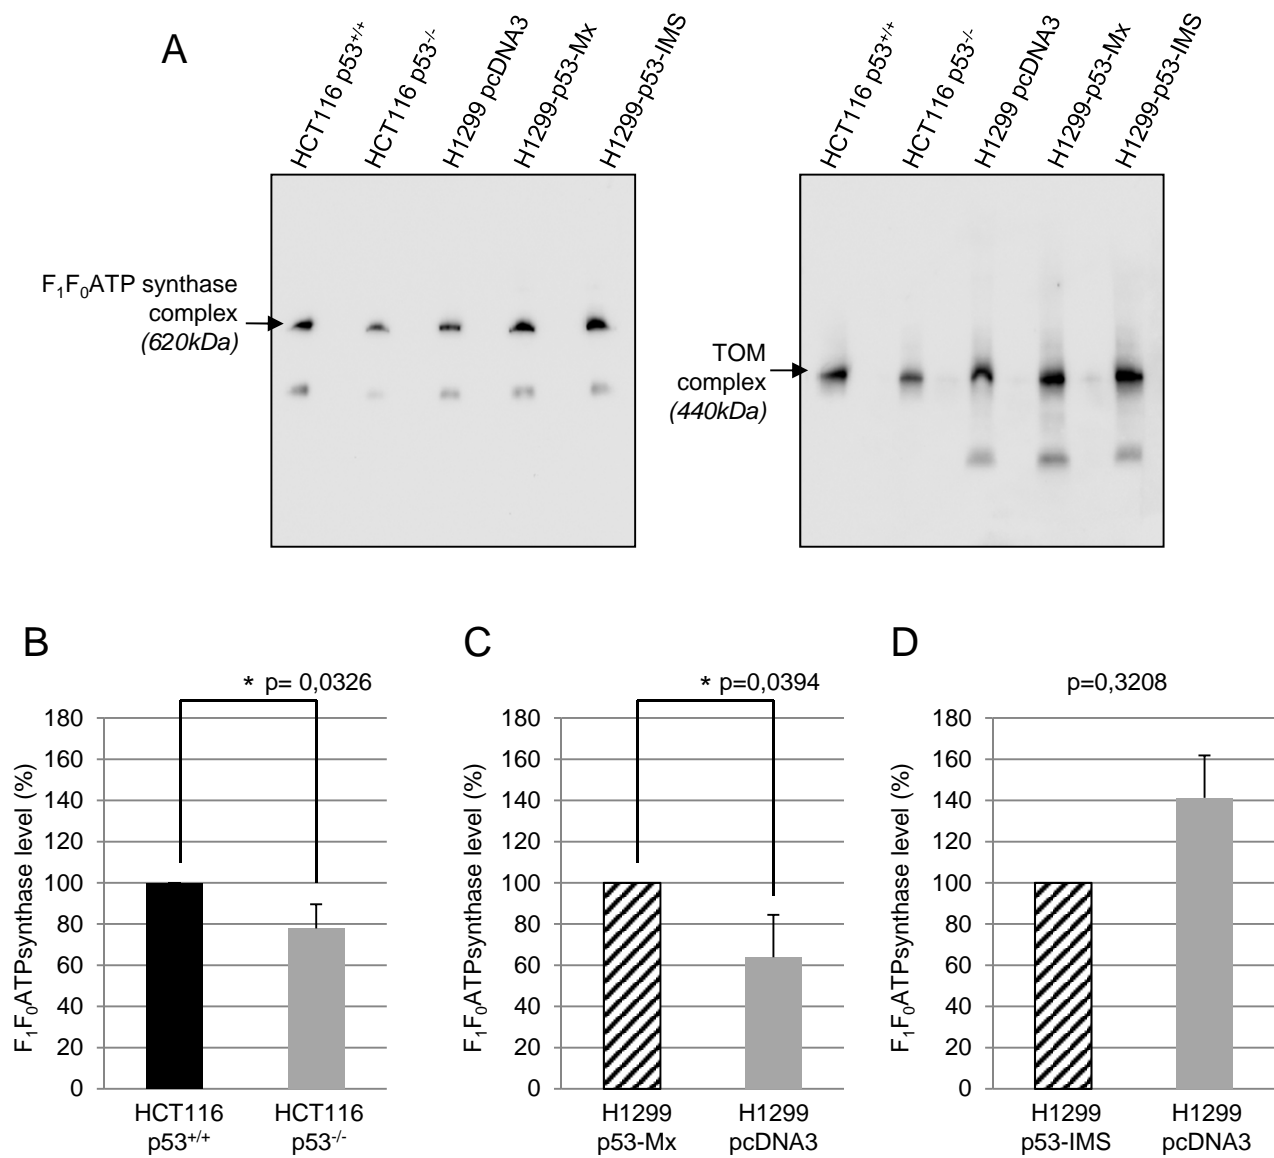 A
HCT116 p53+/+
HCT116 p53-/-
H1299 pcDNA3
H1299-p53-Mx
H1299-p53-IMS
HCT116 p53+/+
HCT116 p53-/-
H1299 pcDNA3
H1299-p53-Mx
H1299-p53-IMS
F1F0ATP synthase
complex
(620kDa)
TOM
complex
(440kDa)
B
* p= 0,0326
F1F0ATPsynthase level (%)
180
160
140
120
100
80
60
40
20
0
HCT116
p53+/+
HCT116
p53-/-
C
* p=0,0394
F1F0ATPsynthase level (%)
180
160
140
120
100
80
60
40
20
0
H1299
p53-Mx
H1299
pcDNA3
D
p=0,3208
F1F0ATPsynthase level (%)
180
160
140
120
100
80
60
40
20
0
H1299
p53-IMS
H1299
pcDNA3